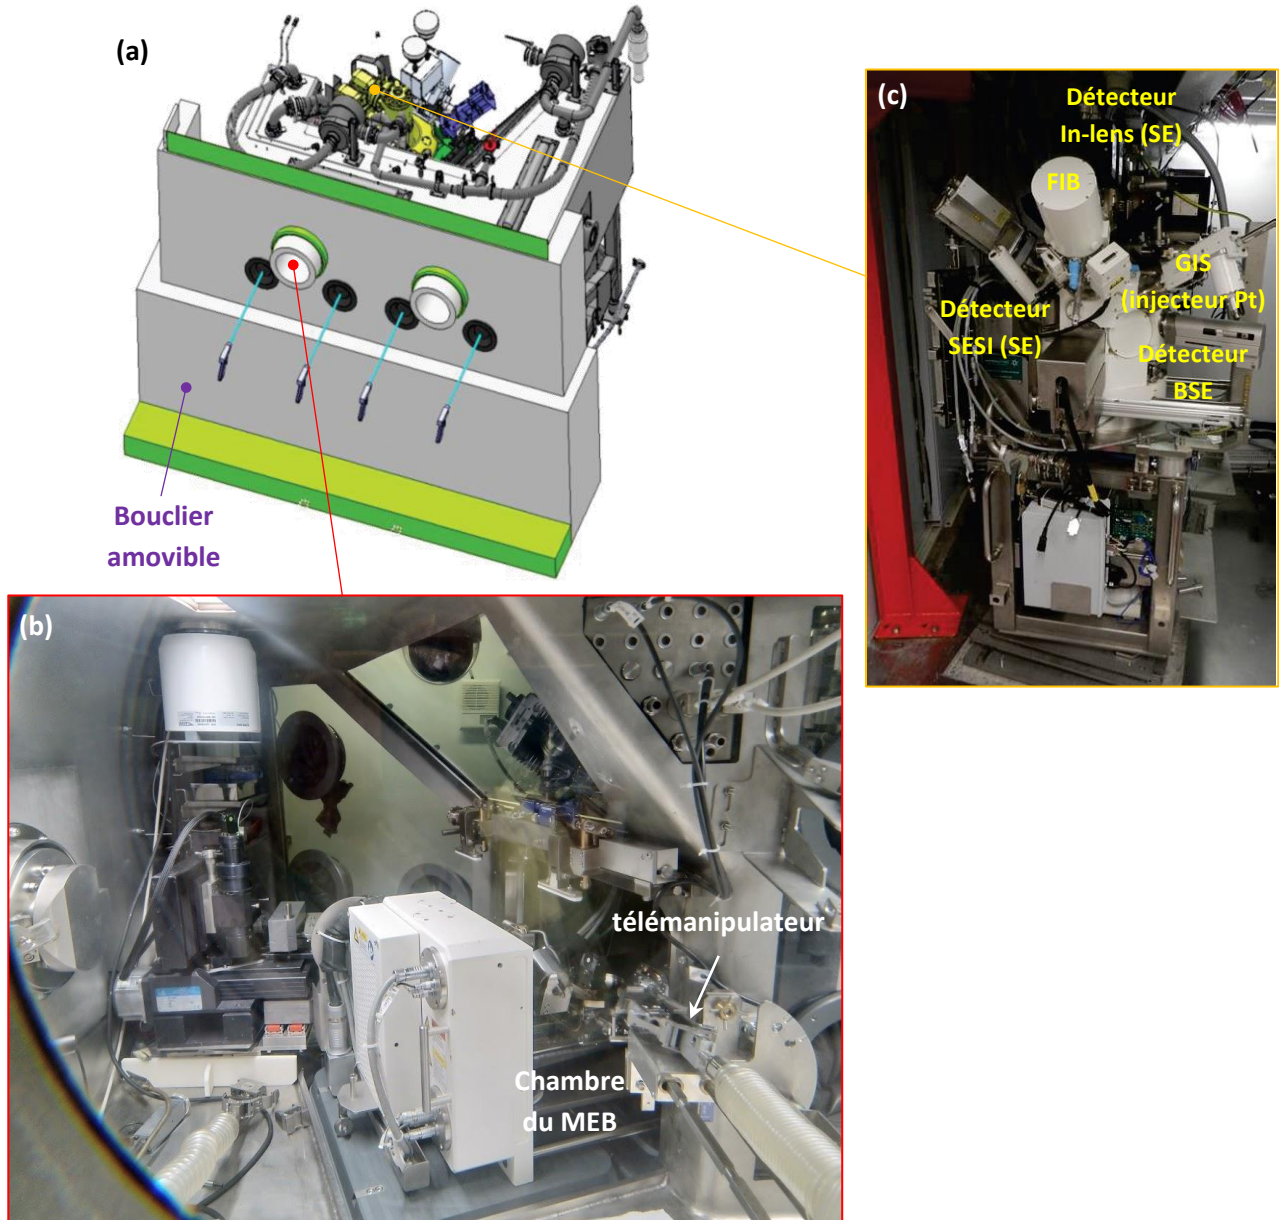 (a)
Bouclier
amovible
(c)
Détecteur
In-lens (SE)
FIB
GIS
(injecteur Pt)
Détecteur
SESI (SE)
Détecteur
BSE
(b)
télémanipulateur
Chambre
du MEB